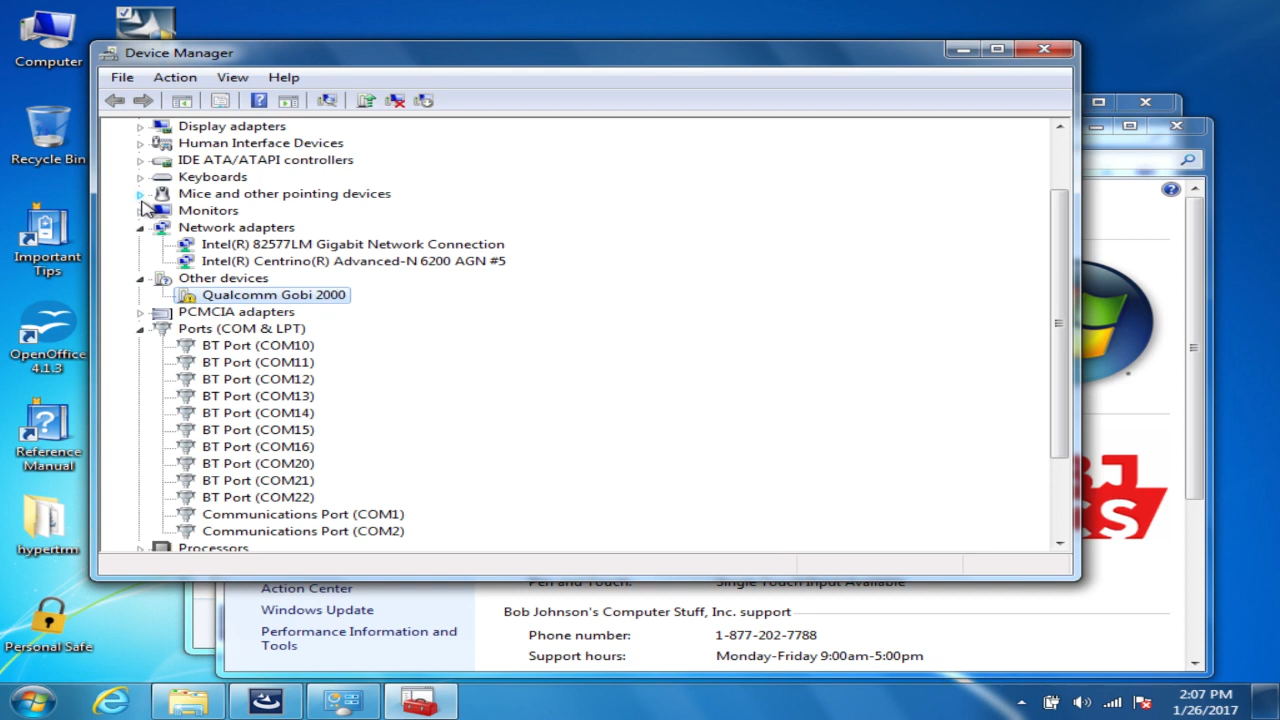 Computer
Recycle Bin
Important
Tips
OpenOffice
4.1.3
Reference
Manual
hypertrm
Personal Safe
Device Manager
File Action View Help
Display adapters
Human Interface Devices
IDE ATA/ATAPI controllers
Keyboards
Mice and other pointing devices
Monitors
Network adapters
Intel(R) 82577LM Gigabit Network Connection
Intel(R) Centrino(R) Advanced-N 6200 AGN #5
Other devices
Qualcomm Gobi 2000
PCMCIA adapters
Ports (COM & LPT)
BT Port (COM10)
BT Port (COM11)
BT Port (COM12)
BT Port (COM13)
BT Port (COM14)
BT Port (COM15)
BT Port (COM16)
BT Port (COM20)
BT Port (COM21)
BT Port (COM22)
Communications Port (COM1)
Communications Port (COM2)
Processors
BJ
CS
Action Center
Windows Update
Performance Information and
Tools
Pen and Touch: Single Touch Input Available
Bob Johnson's Computer Stuff, Inc. support
Phone number: 1-877-202-7788
Support hours: Monday-Friday 9:00am-5:00pm
2:07 PM
1/26/2017